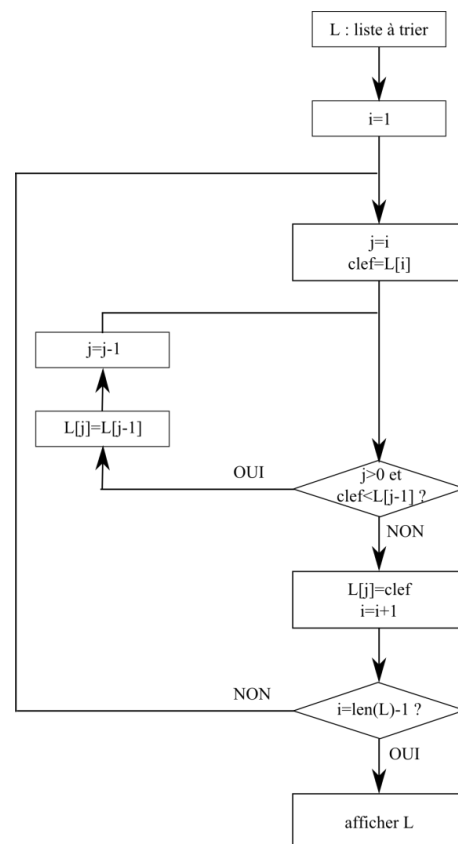 L : liste à trier
i=1
j=i
clef=L[i]
j=j-1
L[j]=L[j-1]
OUI
j>0 et
clef<L[j-1] ?
NON
L[j]=clef
i=i+1
NON
i=len(L)-1 ?
OUI
afficher L